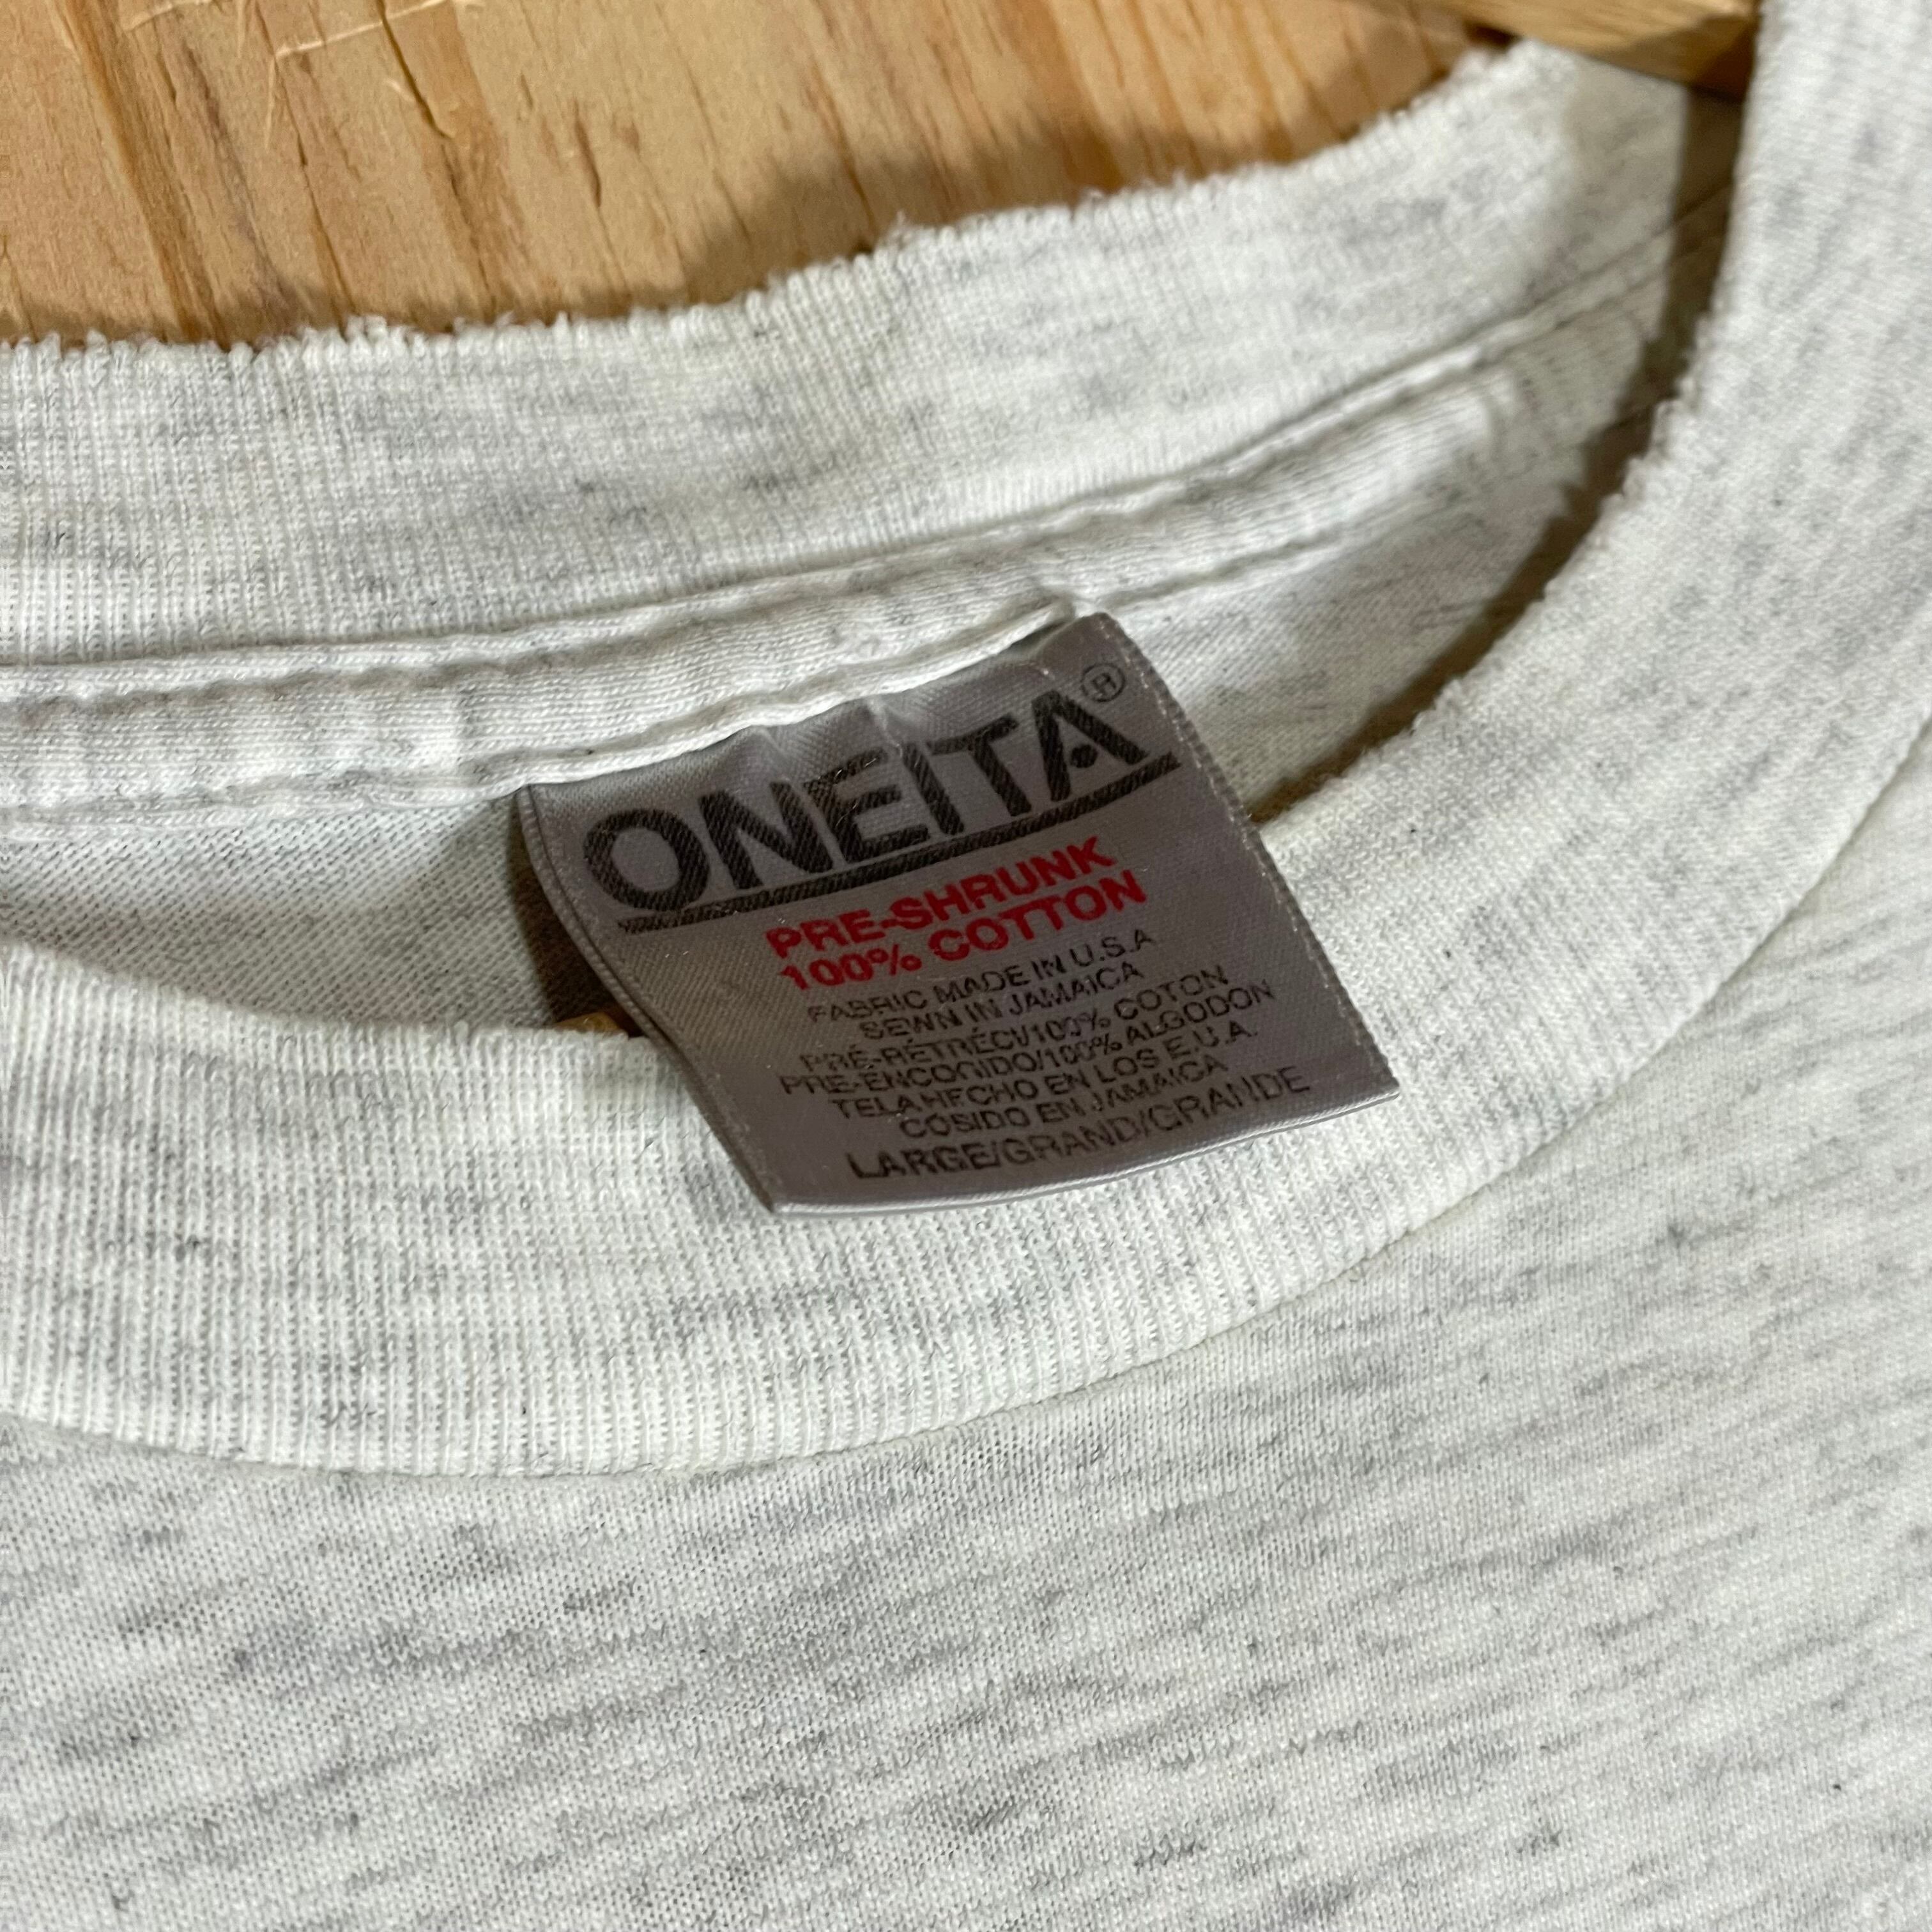 ONEITA®
PRE-SHRUNK
100% COTTON
FABRIC MADE IN U.S.A
SEWN IN JAMAICA
PRÉ-RÉTRÉCI/100% COTON
PRE-ENCOGIDO/100% ALGODON
TELA HECHO EN LOS E.U.A.
COSIDO EN JAMAICA
LARGE/GRAND/GRANDE